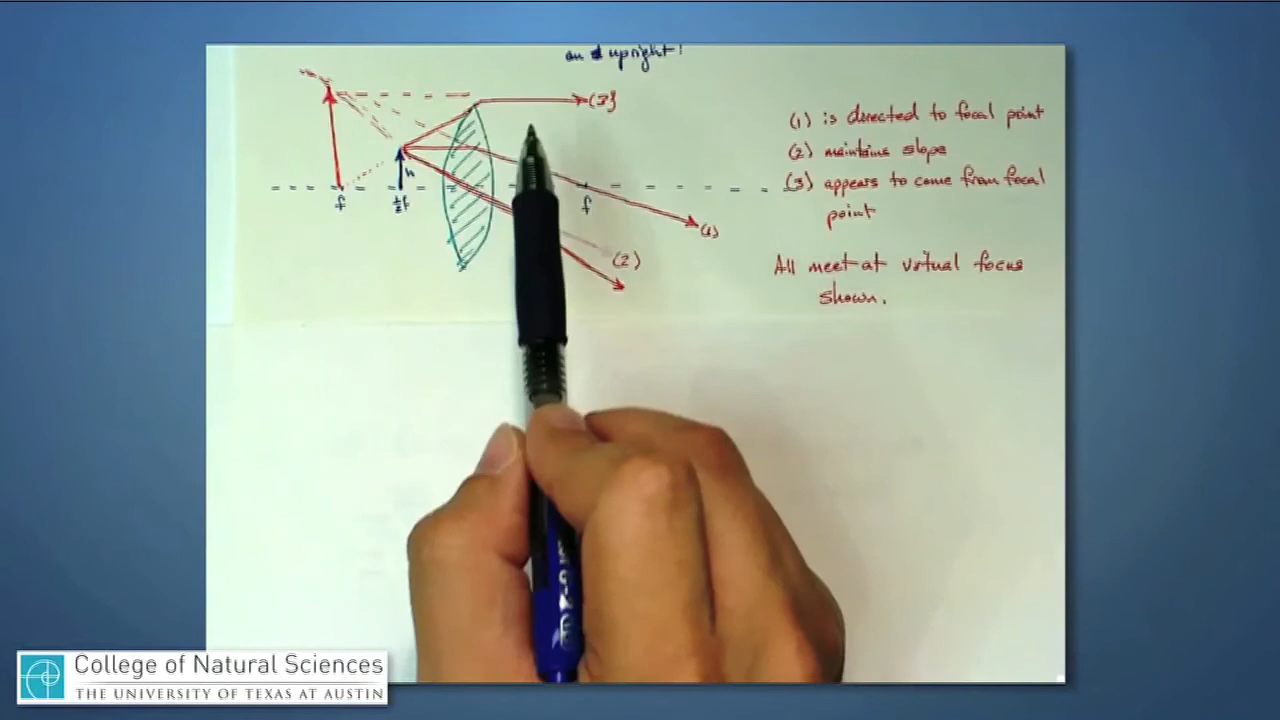 and upright!
(3)
(1) is directed to focal point
(2) maintains slope
(3) appears to come from focal
point
h
f
½f
f
(1)
(2)
All meet at virtual focus
shown.
College of Natural Sciences
THE UNIVERSITY OF TEXAS AT AUSTIN